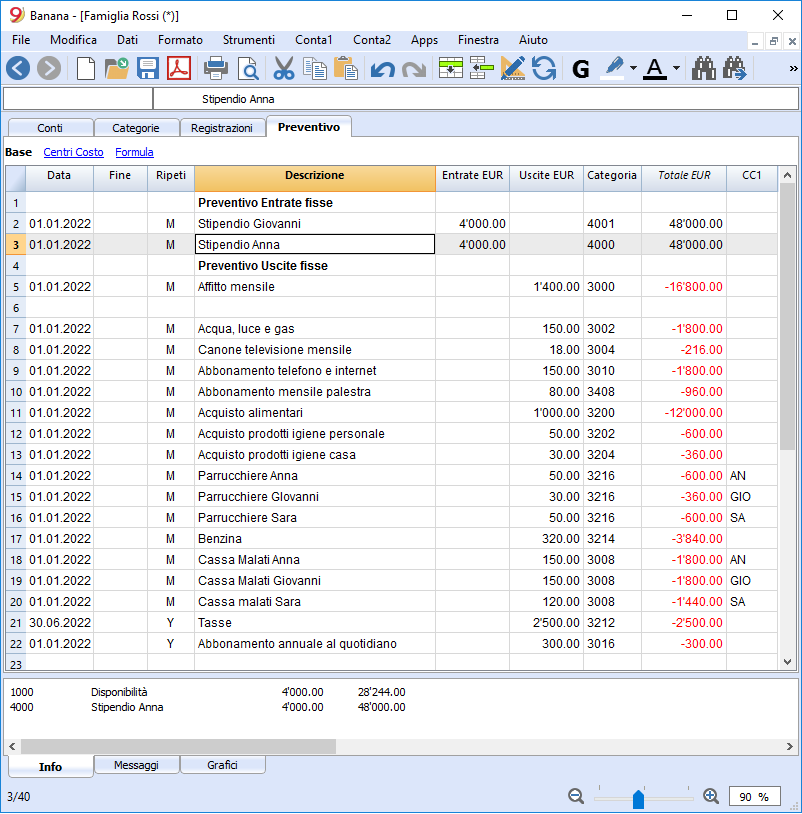 Banana - [Famiglia Rossi (*)]
File Modifica Dati Formato Strumenti Conta1 Conta2 Apps Finestra Aiuto
G A »
Stipendio Anna
Conti Categorie Registrazioni Preventivo
Base Centri Costo Formula
Data Fine Ripeti Descrizione Entrate EUR Uscite EUR Categoria Totale EUR CC1
1 Preventivo Entrate fisse
2 01.01.2022 M Stipendio Giovanni 4'000.00 4001 48'000.00
3 01.01.2022 M Stipendio Anna 4'000.00 4000 48'000.00
4 Preventivo Uscite fisse
5 01.01.2022 M Affitto mensile 1'400.00 3000 -16'800.00
6
7 01.01.2022 M Acqua, luce e gas 150.00 3002 -1'800.00
8 01.01.2022 M Canone televisione mensile 18.00 3004 -216.00
9 01.01.2022 M Abbonamento telefono e internet 150.00 3010 -1'800.00
10 01.01.2022 M Abbonamento mensile palestra 80.00 3408 -960.00
11 01.01.2022 M Acquisto alimentari 1'000.00 3200 -12'000.00
12 01.01.2022 M Acquisto prodotti igiene personale 50.00 3202 -600.00
13 01.01.2022 M Acquisto prodotti igiene casa 30.00 3204 -360.00
14 01.01.2022 M Parrucchiere Anna 50.00 3216 -600.00 AN
15 01.01.2022 M Parrucchiere GIovanni 30.00 3216 -360.00 GIO
16 01.01.2022 M Parrucchiere Sara 50.00 3216 -600.00 SA
17 01.01.2022 M Benzina 320.00 3214 -3'840.00
18 01.01.2022 M Cassa Malati Anna 150.00 3008 -1'800.00 AN
19 01.01.2022 M Cassa Malati Giovanni 150.00 3008 -1'800.00 GIO
20 01.01.2022 M Cassa malati Sara 120.00 3008 -1'440.00 SA
21 30.06.2022 Y Tasse 2'500.00 3212 -2'500.00
22 01.01.2022 Y Abbonamento annuale al quotidiano 300.00 3016 -300.00
23
1000 Disponibilità 4'000.00 28'244.00
4000 Stipendio Anna 4'000.00 48'000.00
Info Messaggi Grafici
3/40 90 %